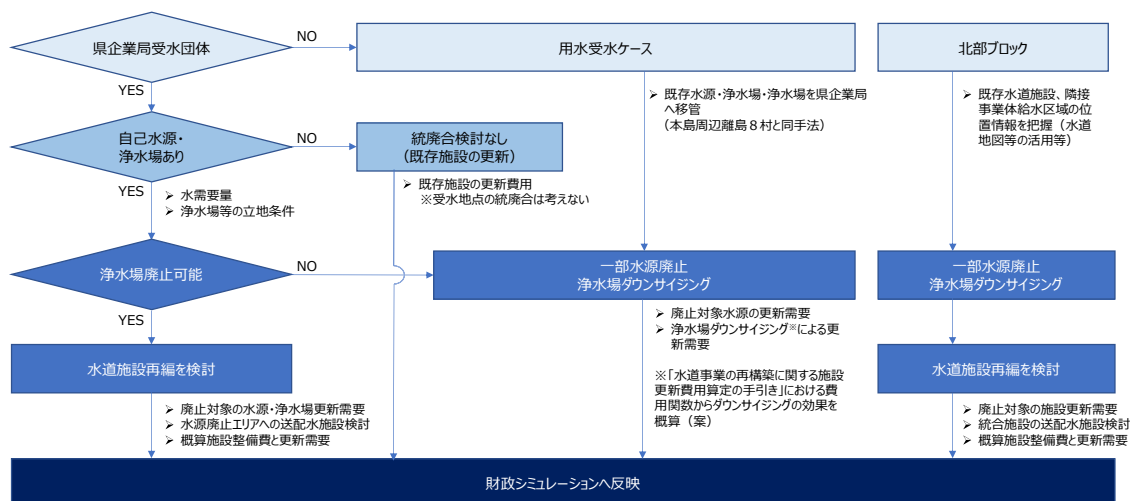 県企業局受水団体
NO
用水受水ケース
北部ブロック
YES
➢ 既存水源・浄水場・浄水場を県企業局
へ移管
（本島周辺離島８村と同手法）
➢ 既存水道施設、隣接
事業体給水区域の位
置情報を把握（水道
地図等の活用等）
自己水源・
浄水場あり
NO
統廃合検討なし
（既存施設の更新）
YES
➢ 水需要量
➢ 浄水場等の立地条件
➢ 既存施設の更新費用
※受水地点の統廃合は考えない
浄水場廃止可能
NO
一部水源廃止
浄水場ダウンサイジング
一部水源廃止
浄水場ダウンサイジング
YES
➢ 廃止対象水源の更新需要
➢ 浄水場ダウンサイジング※による更
新需要
※「水道事業の再構築に関する施設
更新費用算定の手引き」における費
用関数からダウンサイジングの効果を
概算（案）
水道施設再編を検討
水道施設再編を検討
➢ 廃止対象の水源・浄水場更新需要
➢ 水源廃止エリアへの送配水施設検討
➢ 概算施設整備費と更新需要
➢ 廃止対象の施設更新需要
➢ 統合施設の送配水施設検討
➢ 概算施設整備費と更新需要
財政シミュレーションへ反映